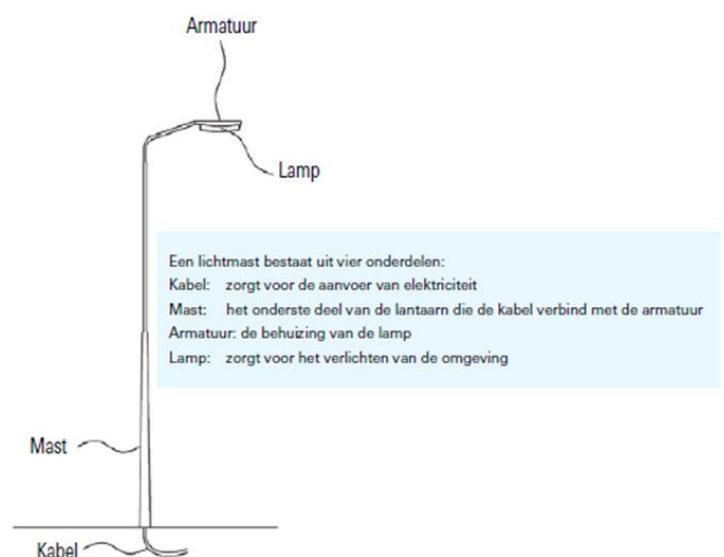 Armatuur
Lamp
Een lichtmast bestaat uit vier onderdelen:
Kabel: zorgt voor de aanvoer van elektriciteit
Mast: het onderste deel van de lantaarn die de kabel verbind met de armatuur
Armatuur: de behuizing van de lamp
Lamp: zorgt voor het verlichten van de omgeving
Mast
Kabel